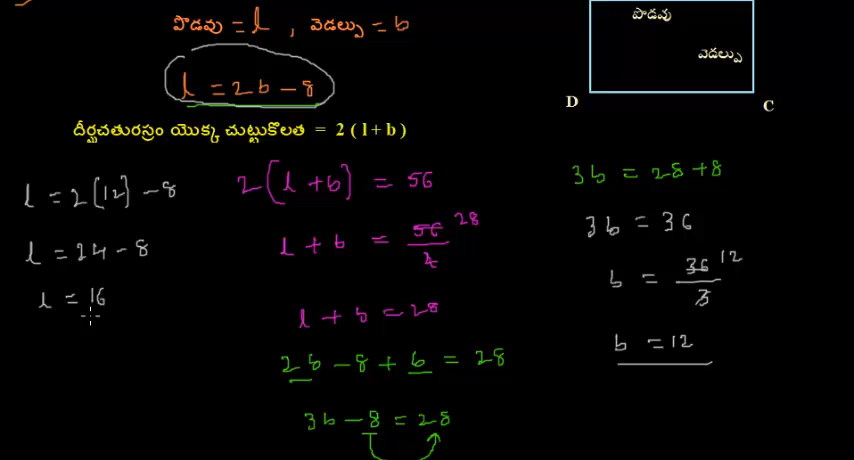 పొడవు = l , వెడల్పు = b
l = 2b - 8
పొడవు
వెడల్పు
D C
దీర్ఘచతురస్రం యొక్క చుట్టుకొలత = 2 ( l + b )
l = 2(12) - 8
l = 24 - 8
l = 16
2(l + b) = 56
l + b = 56/2 28
l + b = 28
2b - 8 + b = 28
3b - 8 = 28
3b = 28 + 8
3b = 36
b = 36/3 12
b = 12